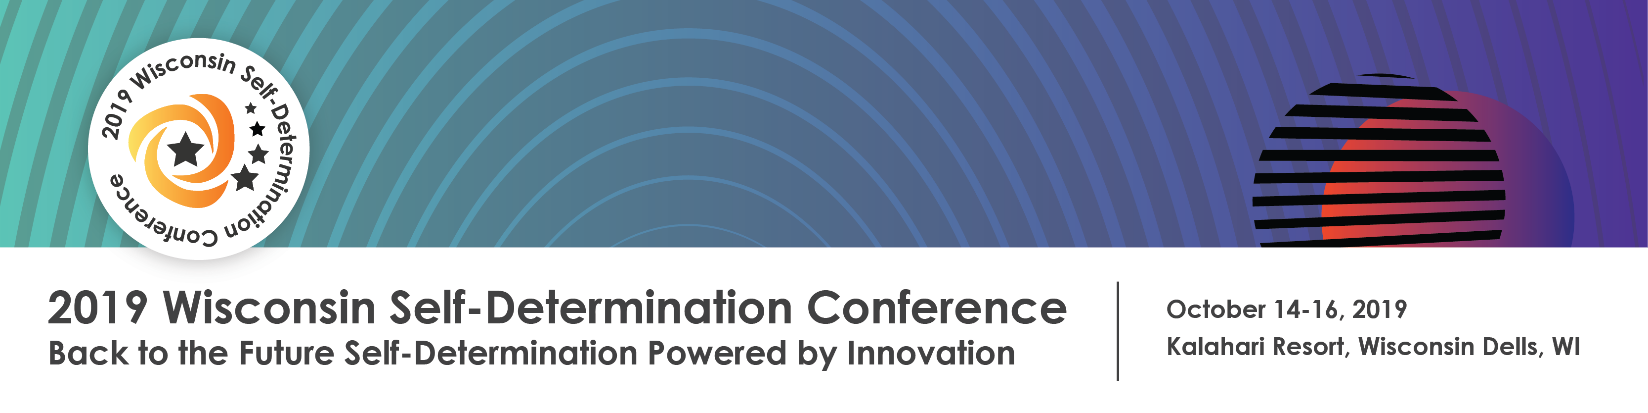 2019 Wisconsin Self-Determination Conference
2019 Wisconsin Self-Determination Conference
Back to the Future Self-Determination Powered by Innovation
October 14-16, 2019
Kalahari Resort, Wisconsin Dells, WI